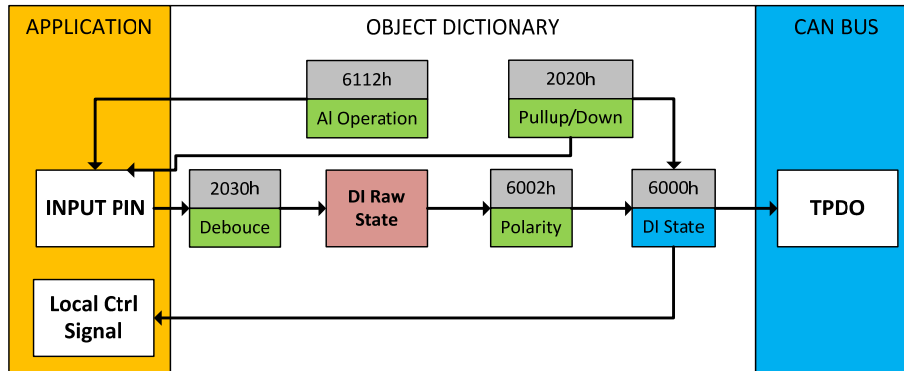 APPLICATION
OBJECT DICTIONARY
CAN BUS
6112h
AI Operation
2020h
Pullup/Down
INPUT PIN
2030h
Debouce
DI Raw
State
6002h
Polarity
6000h
DI State
TPDO
Local Ctrl
Signal